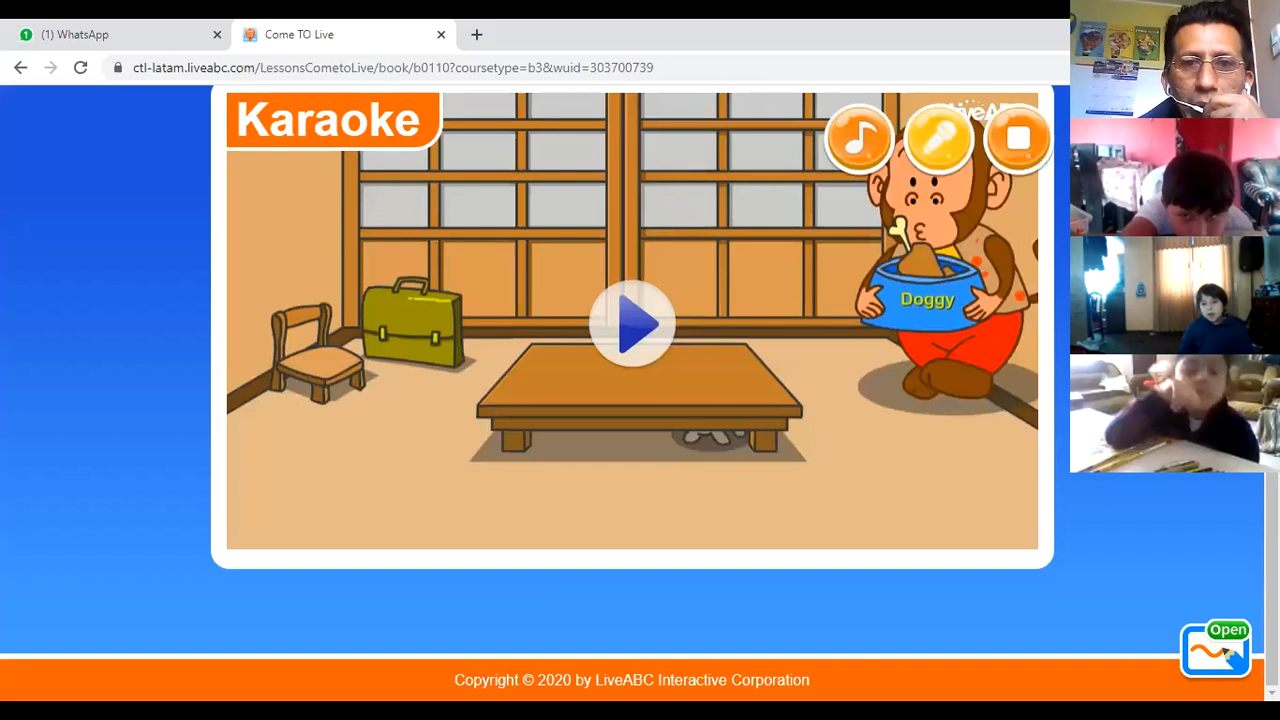 (1) WhatsApp
Come TO Live
ctl-latam.liveabc.com/LessonsCometoLive/book/b0110?coursetype=b3&wuid=303700739
Karaoke
Doggy
Open
Copyright © 2020 by LiveABC Interactive Corporation